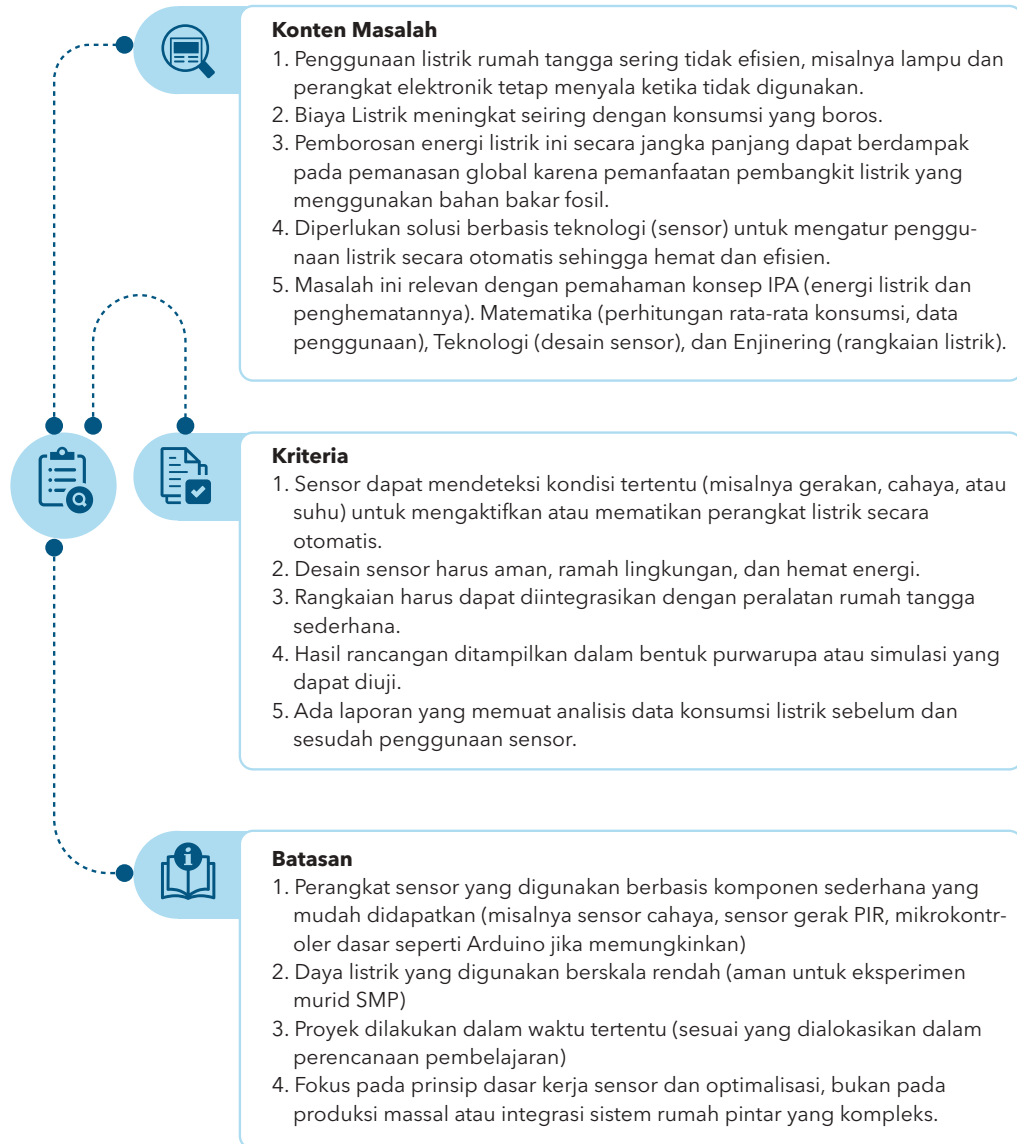 Konten Masalah
1. Penggunaan listrik rumah tangga sering tidak efisien, misalnya lampu dan
perangkat elektronik tetap menyala ketika tidak digunakan.
2. Biaya Listrik meningkat seiring dengan konsumsi yang boros.
3. Pemborosan energi listrik ini secara jangka panjang dapat berdampak
pada pemanasan global karena pemanfaatan pembangkit listrik yang
menggunakan bahan bakar fosil.
4. Diperlukan solusi berbasis teknologi (sensor) untuk mengatur penggu-
naan listrik secara otomatis sehingga hemat dan efisien.
5. Masalah ini relevan dengan pemahaman konsep IPA (energi listrik dan
penghematannya). Matematika (perhitungan rata-rata konsumsi, data
penggunaan), Teknologi (desain sensor), dan Enjinering (rangkaian listrik).
Kriteria
1. Sensor dapat mendeteksi kondisi tertentu (misalnya gerakan, cahaya, atau
suhu) untuk mengaktifkan atau mematikan perangkat listrik secara
otomatis.
2. Desain sensor harus aman, ramah lingkungan, dan hemat energi.
3. Rangkaian harus dapat diintegrasikan dengan peralatan rumah tangga
sederhana.
4. Hasil rancangan ditampilkan dalam bentuk purwarupa atau simulasi yang
dapat diuji.
5. Ada laporan yang memuat analisis data konsumsi listrik sebelum dan
sesudah penggunaan sensor.
Batasan
1. Perangkat sensor yang digunakan berbasis komponen sederhana yang
mudah didapatkan (misalnya sensor cahaya, sensor gerak PIR, mikrokontr-
oler dasar seperti Arduino jika memungkinkan)
2. Daya listrik yang digunakan berskala rendah (aman untuk eksperimen
murid SMP)
3. Proyek dilakukan dalam waktu tertentu (sesuai yang dialokasikan dalam
perencanaan pembelajaran)
4. Fokus pada prinsip dasar kerja sensor dan optimalisasi, bukan pada
produksi massal atau integrasi sistem rumah pintar yang kompleks.